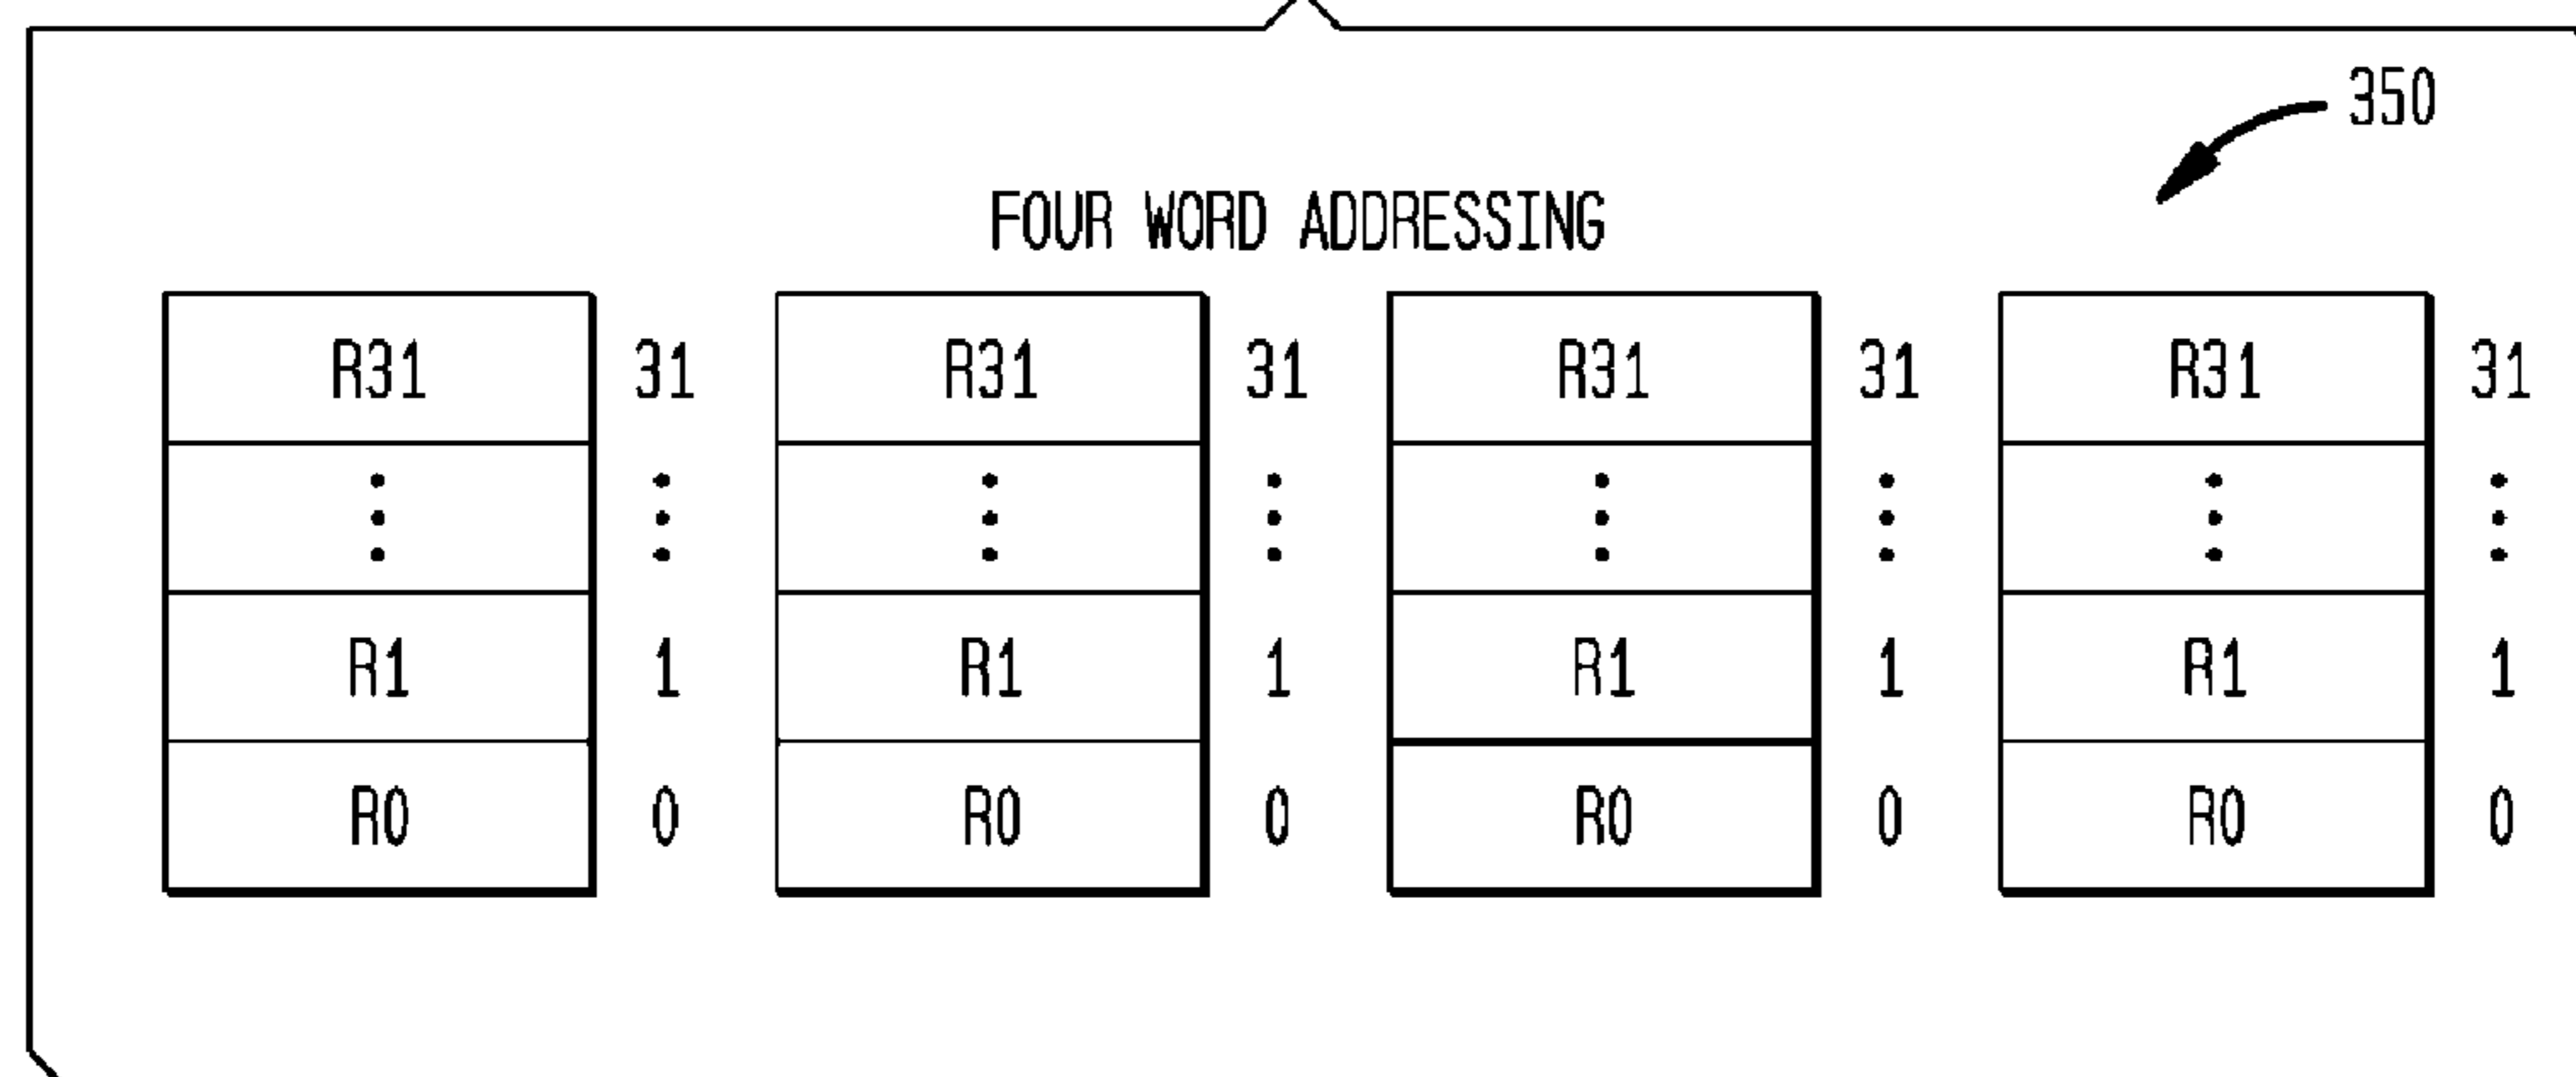 350
FOUR WORD ADDRESSING
R31 31 R31 31 R31 31 R31 31
R1 1 R1 1 R1 1 R1 1
R0 0 R0 0 R0 0 R0 0